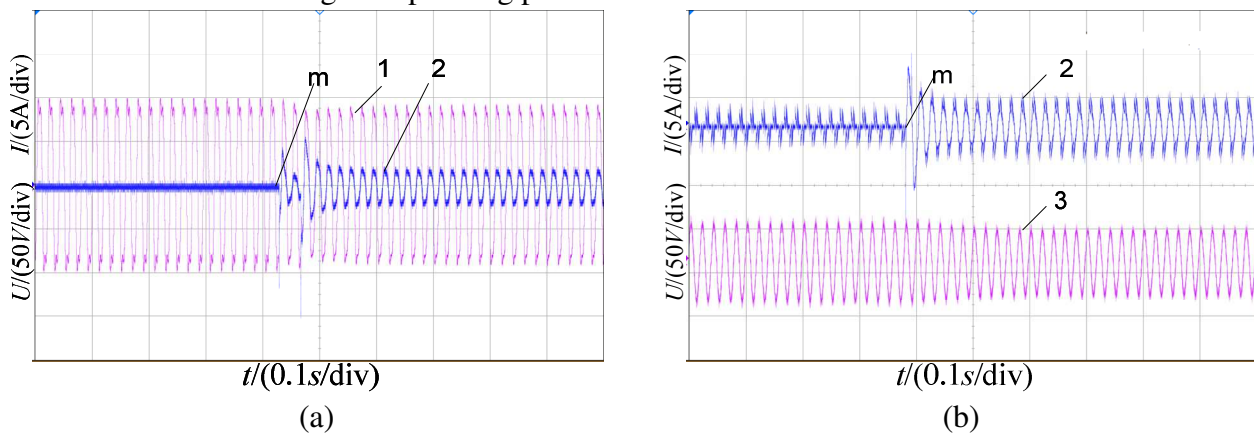 I/(5A/div)
U/(50V/div)
m
1
2
t/(0.1s/div)
(a)
I/(5A/div)
U/(50V/div)
m
2
3
t/(0.1s/div)
(b)